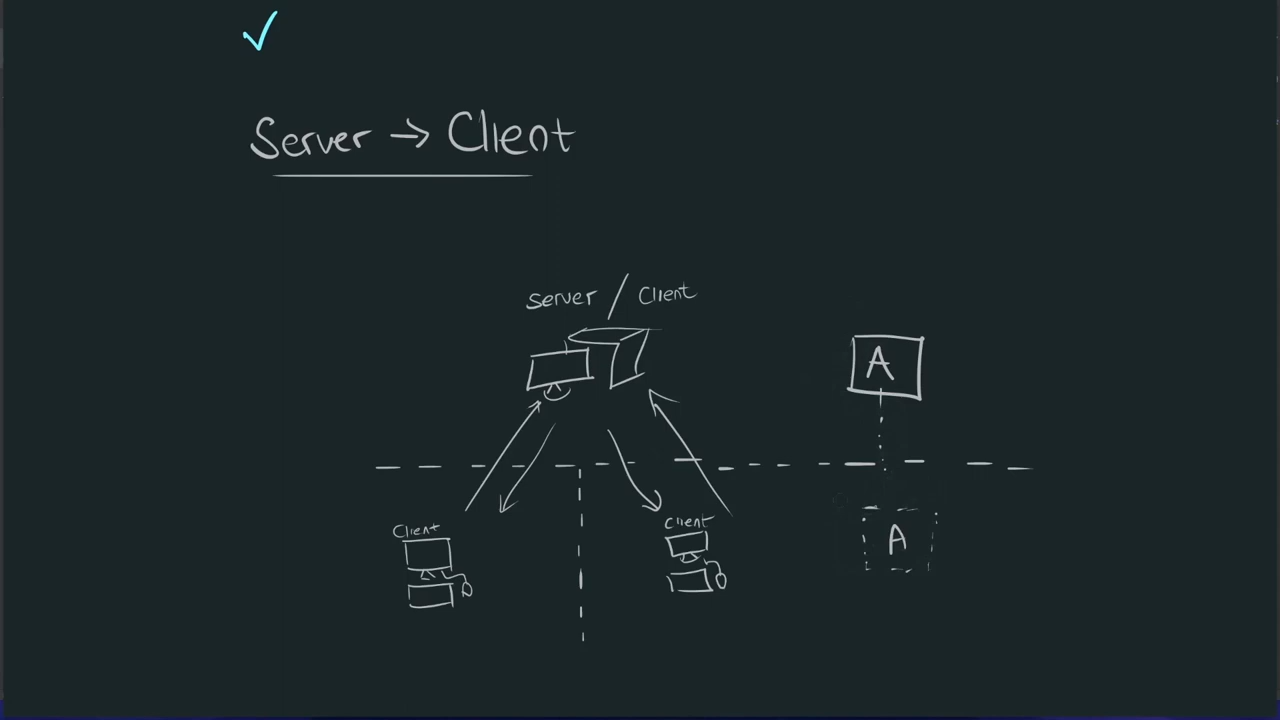 Server → Client
Server / Client
A
Client
Client
A